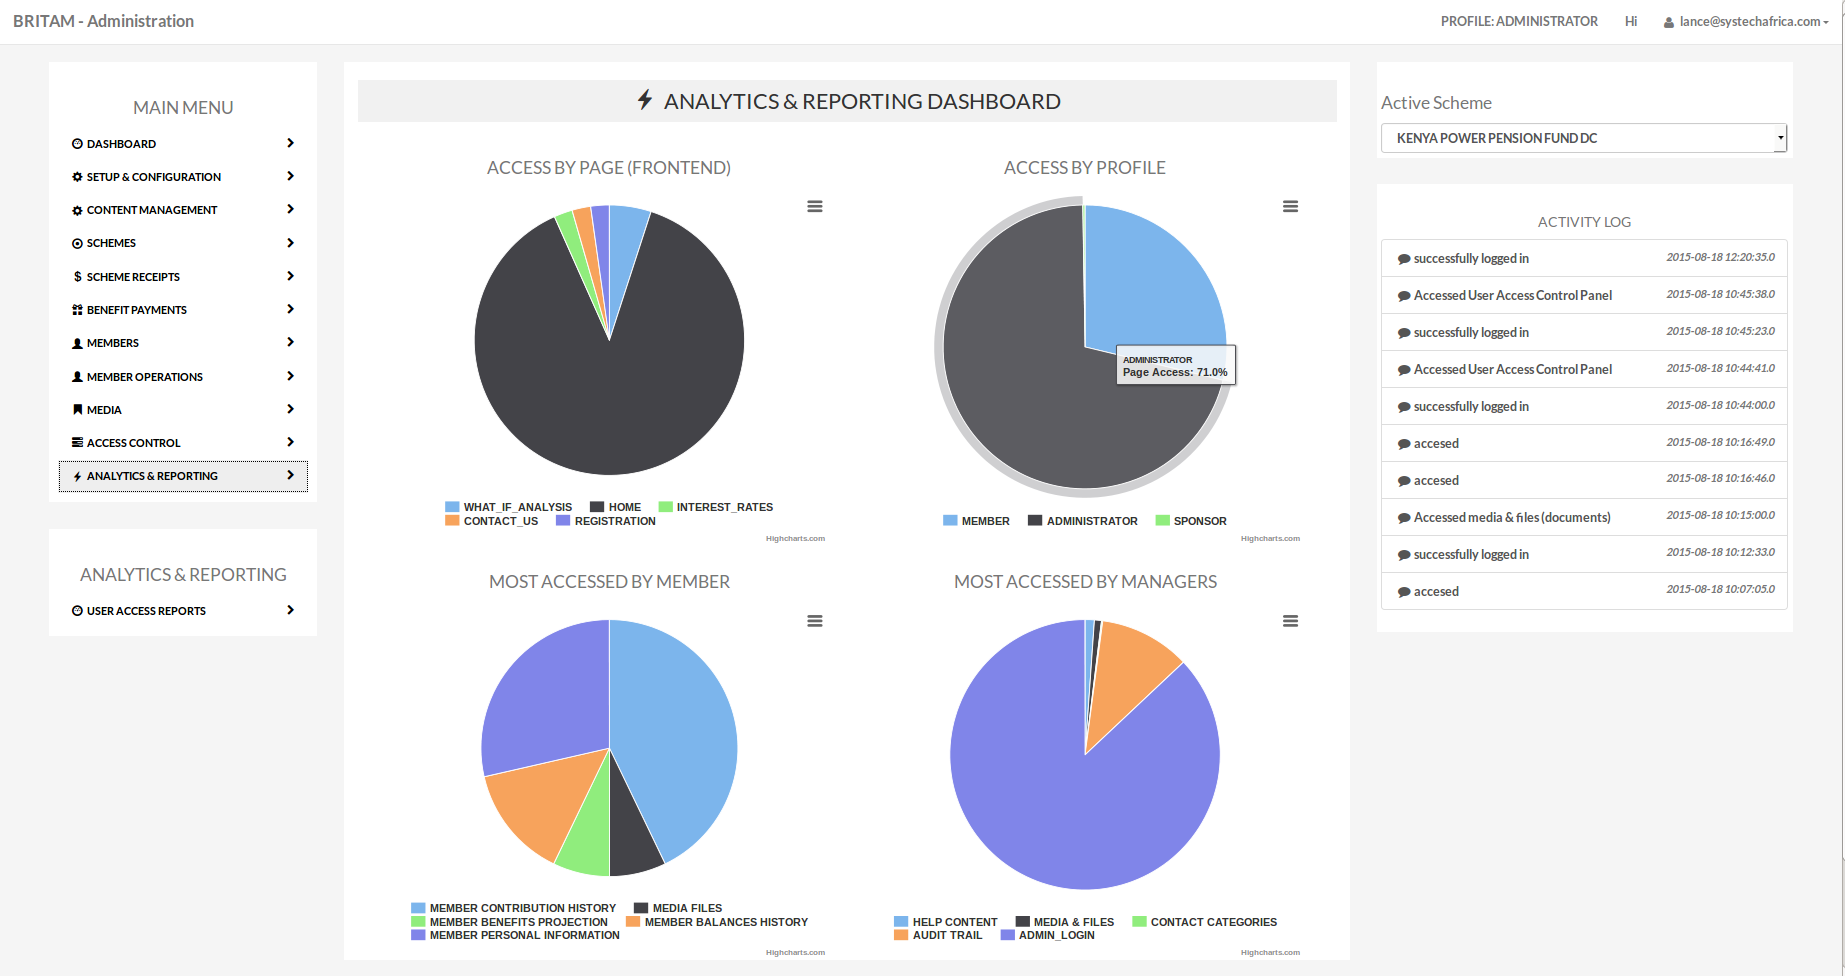 BRITAM - Administration
PROFILE: ADMINISTRATOR
Hi
lance@systechafrica.com
MAIN MENU
DASHBOARD
SETUP & CONFIGURATION
CONTENT MANAGEMENT
SCHEMES
SCHEME RECEIPTS
BENEFIT PAYMENTS
MEMBERS
MEMBER OPERATIONS
MEDIA
ACCESS CONTROL
ANALYTICS & REPORTING
ANALYTICS & REPORTING
USER ACCESS REPORTS
ANALYTICS & REPORTING DASHBOARD
ACCESS BY PAGE (FRONTEND)
WHAT_IF_ANALYSIS HOME INTEREST_RATES
CONTACT_US REGISTRATION
Highcharts.com
ACCESS BY PROFILE
ADMINISTRATOR
Page Access: 71.0%
MEMBER ADMINISTRATOR SPONSOR
Highcharts.com
MOST ACCESSED BY MEMBER
MEMBER CONTRIBUTION HISTORY MEDIA FILES
MEMBER BENEFITS PROJECTION MEMBER BALANCES HISTORY
MEMBER PERSONAL INFORMATION
Highcharts.com
MOST ACCESSED BY MANAGERS
HELP CONTENT MEDIA & FILES CONTACT CATEGORIES
AUDIT TRAIL ADMIN_LOGIN
Highcharts.com
Active Scheme
KENYA POWER PENSION FUND DC
ACTIVITY LOG
successfully logged in 2015-08-18 12:20:35.0
Accessed User Access Control Panel 2015-08-18 10:45:38.0
successfully logged in 2015-08-18 10:45:23.0
Accessed User Access Control Panel 2015-08-18 10:44:41.0
successfully logged in 2015-08-18 10:44:00.0
accesed 2015-08-18 10:16:49.0
accesed 2015-08-18 10:16:46.0
Accessed media & files (documents) 2015-08-18 10:15:00.0
successfully logged in 2015-08-18 10:12:33.0
accesed 2015-08-18 10:07:05.0